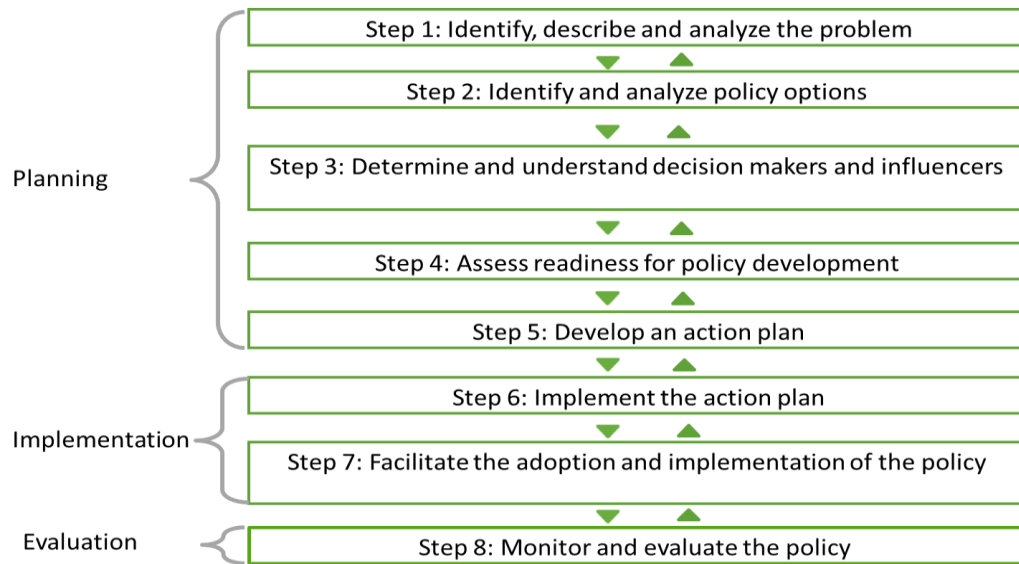 Step 1: Identify, describe and analyze the problem
Step 2: Identify and analyze policy options
Step 3: Determine and understand decision makers and influencers
Planning
Step 4: Assess readiness for policy development
Step 5: Develop an action plan
Step 6: Implement the action plan
Implementation
Step 7: Facilitate the adoption and implementation of the policy
Evaluation
Step 8: Monitor and evaluate the policy